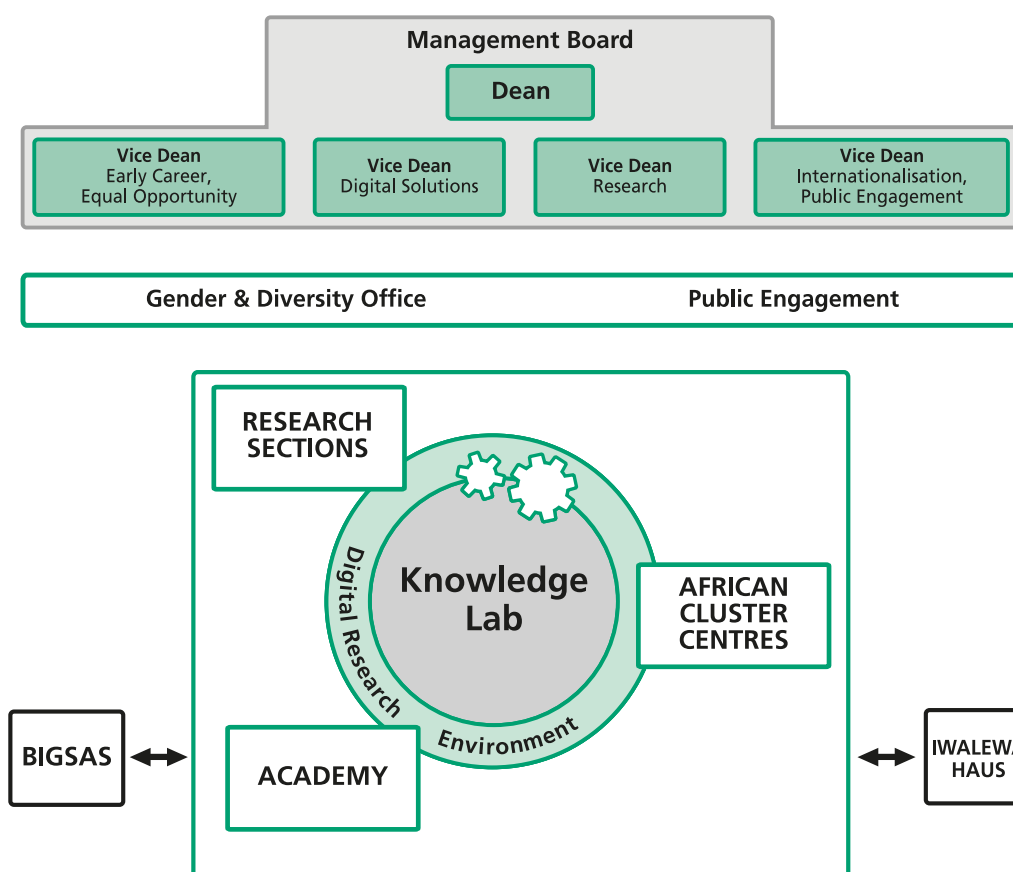 Management Board
Dean
Vice Dean
Early Career,
Equal Opportunity
Vice Dean
Digital Solutions
Vice Dean
Research
Vice Dean
Internationalisation,
Public Engagement
Gender & Diversity Office
Public Engagement
RESEARCH
SECTIONS
Digital Research Environment
Knowledge
Lab
AFRICAN
CLUSTER
CENTRES
BIGSAS
ACADEMY
IWALEWA
HAUS